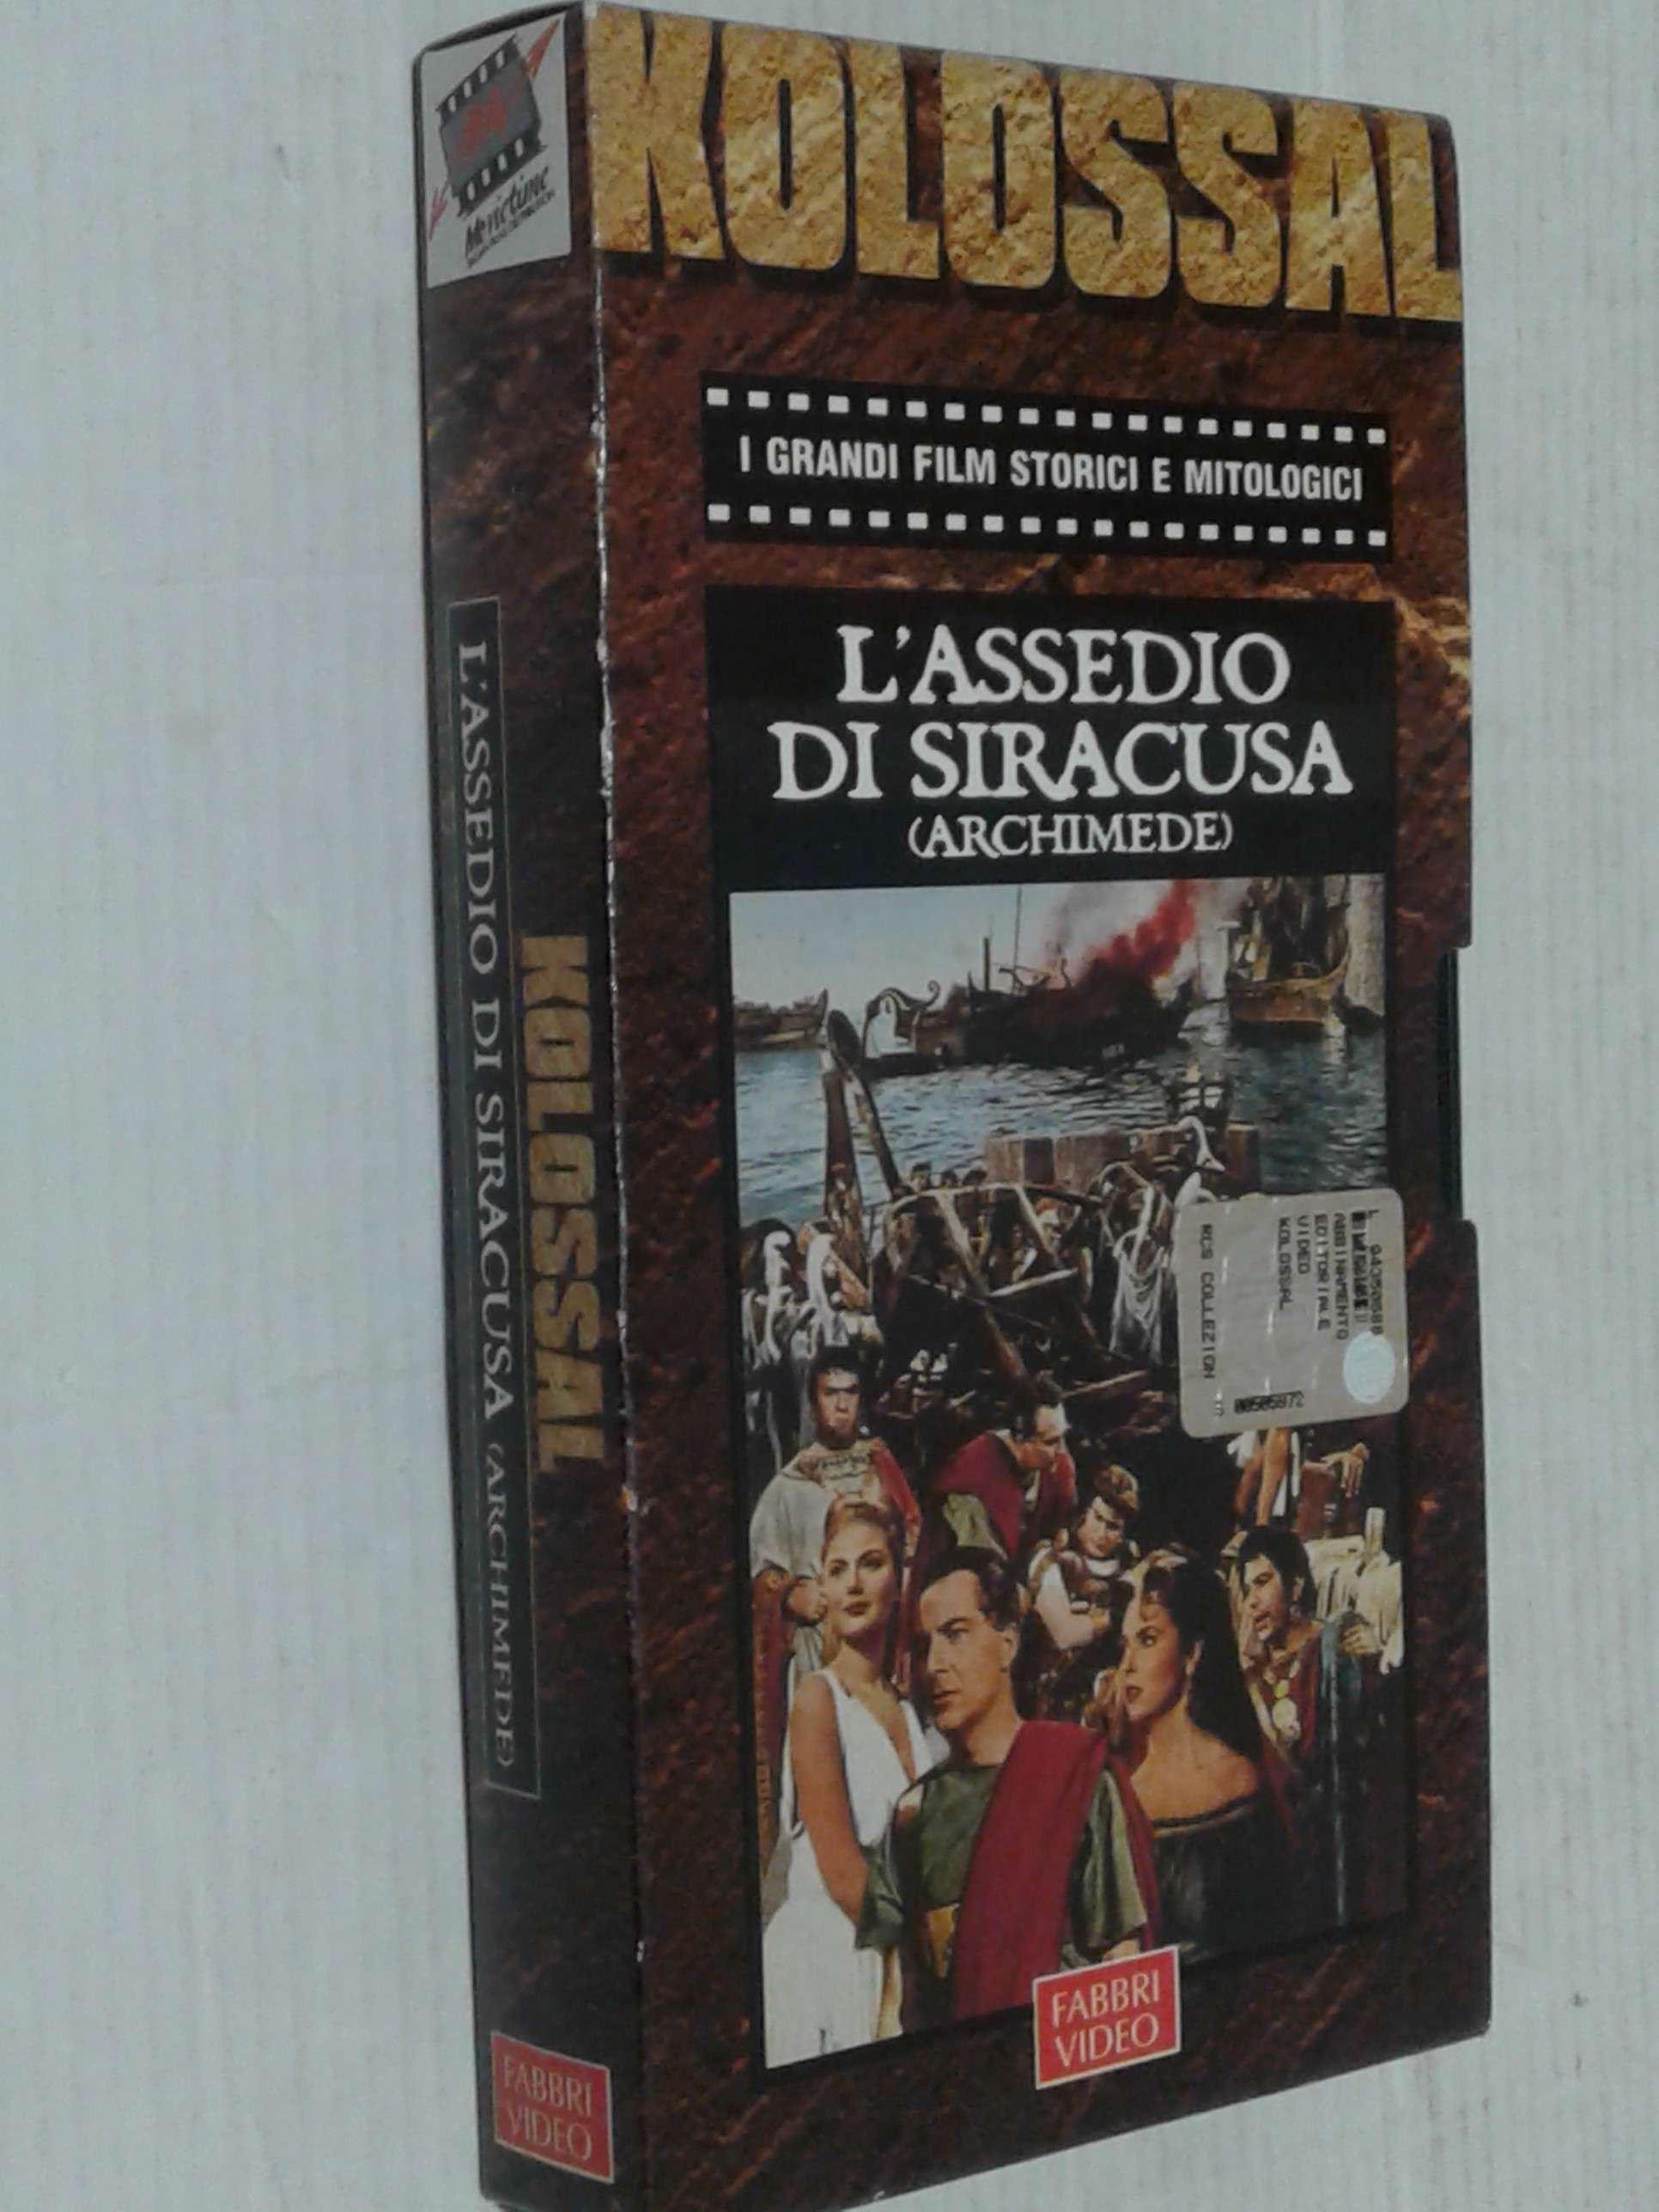 KOLOSSAL
I GRANDI FILM STORICI E MITOLOGICI
L'ASSEDIO
DI SIRACUSA
(ARCHIMEDE)
ABBINAMENTO
EDITORIALE
VIDEO
KOLOSSAL
RCS COLLEZION
FABBRI
VIDEO
Movietime
L'ASSEDIO DI SIRACUSA (ARCHIMEDE)
KOLOSSAL
FABBRI
VIDEO